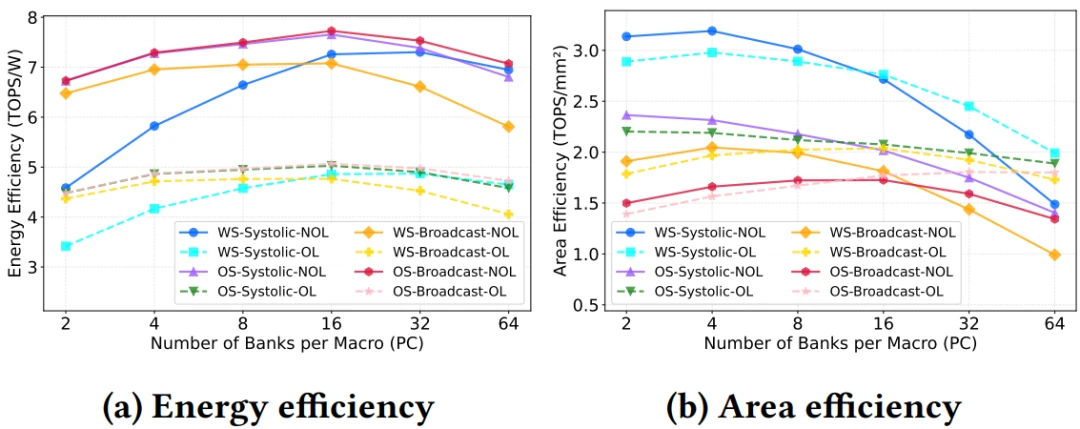 Energy Efficiency (TOPS/W)
8
7
6
5
4
3
2 4 8 16 32 64
Number of Banks per Macro (PC)
WS-Systolic-NOL
WS-Systolic-OL
OS-Systolic-NOL
OS-Systolic-OL
WS-Broadcast-NOL
WS-Broadcast-OL
OS-Broadcast-NOL
OS-Broadcast-OL
(a) Energy efficiency
Area Efficiency (TOPS/mm²)
3.0
2.5
2.0
1.5
1.0
0.5
2 4 8 16 32 64
Number of Banks per Macro (PC)
WS-Systolic-NOL
WS-Systolic-OL
OS-Systolic-NOL
OS-Systolic-OL
WS-Broadcast-NOL
WS-Broadcast-OL
OS-Broadcast-NOL
OS-Broadcast-OL
(b) Area efficiency